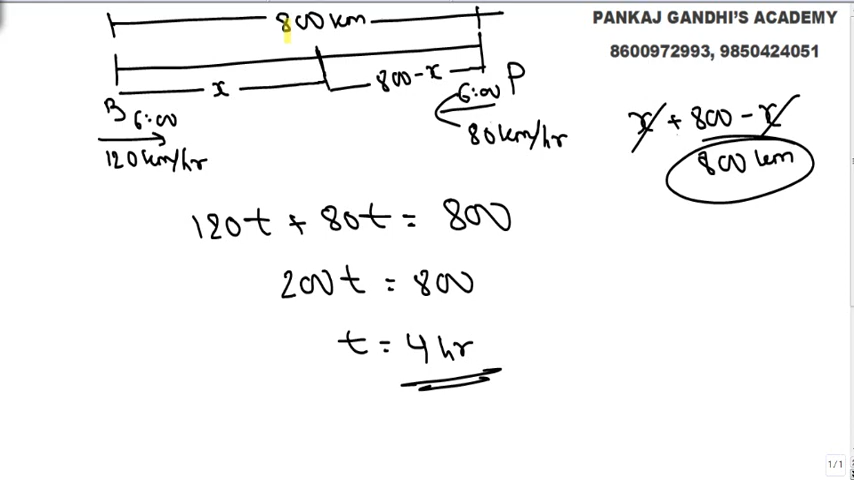 800 km
PANKAJ GANDHI'S ACADEMY
8600972993, 9850424051
x
800-x
B 6:00
6:00 P
120 km/hr
80 km/hr
x + 800 - x
800 km
120t + 80t = 800
200t = 800
t = 4 hr
1/1